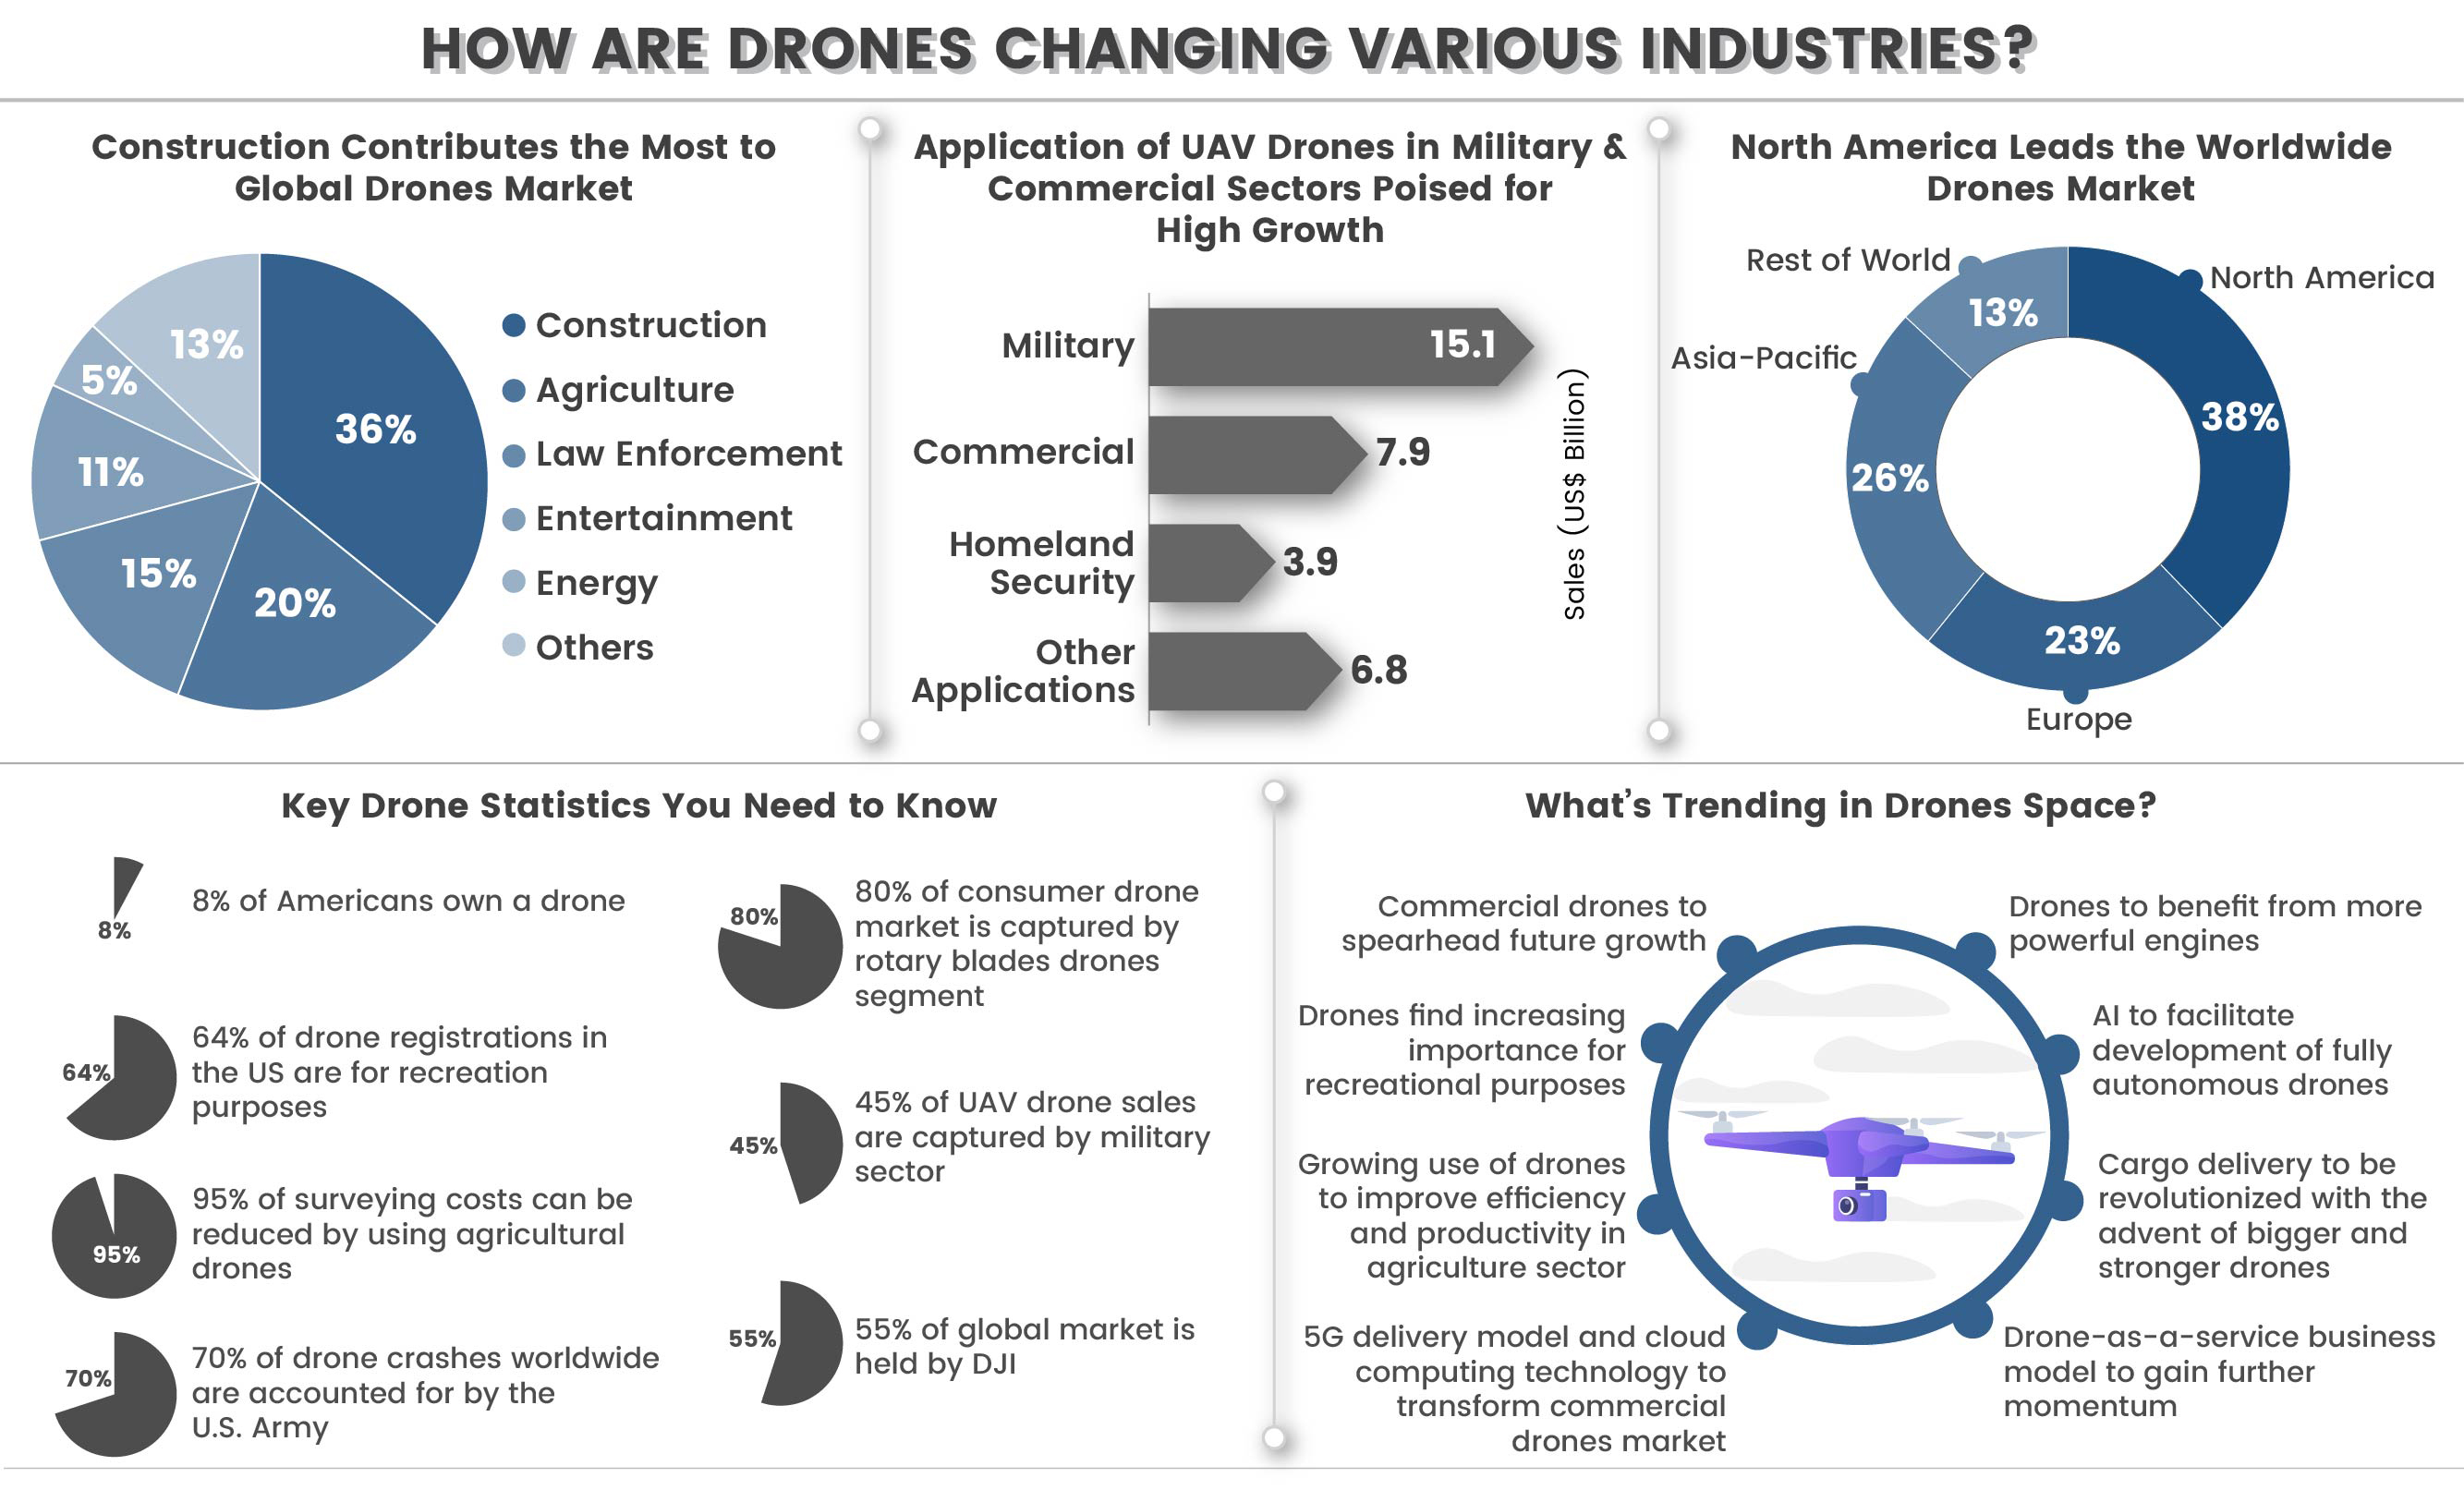 HOW ARE DRONES CHANGING VARIOUS INDUSTRIES?
Construction Contributes the Most to
Global Drones Market
36%
20%
15%
11%
5%
13%
Construction
Agriculture
Law Enforcement
Entertainment
Energy
Others
Application of UAV Drones in Military &
Commercial Sectors Poised for
High Growth
Military
15.1
Commercial
7.9
Homeland
Security
3.9
Other
Applications
6.8
Sales (US$ Billion)
North America Leads the Worldwide
Drones Market
Rest of World
13%
North America
38%
Asia-Pacific
26%
23%
Europe
Key Drone Statistics You Need to Know
8%
8% of Americans own a drone
64%
64% of drone registrations in
the US are for recreation
purposes
95%
95% of surveying costs can be
reduced by using agricultural
drones
70%
70% of drone crashes worldwide
are accounted for by the
U.S. Army
80%
80% of consumer drone
market is captured by
rotary blades drones
segment
45%
45% of UAV drone sales
are captured by military
sector
55%
55% of global market is
held by DJI
What's Trending in Drones Space?
Commercial drones to
spearhead future growth
Drones find increasing
importance for
recreational purposes
Growing use of drones
to improve efficiency
and productivity in
agriculture sector
5G delivery model and cloud
computing technology to
transform commercial
drones market
Drones to benefit from more
powerful engines
AI to facilitate
development of fully
autonomous drones
Cargo delivery to be
revolutionized with the
advent of bigger and
stronger drones
Drone-as-a-service business
model to gain further
momentum